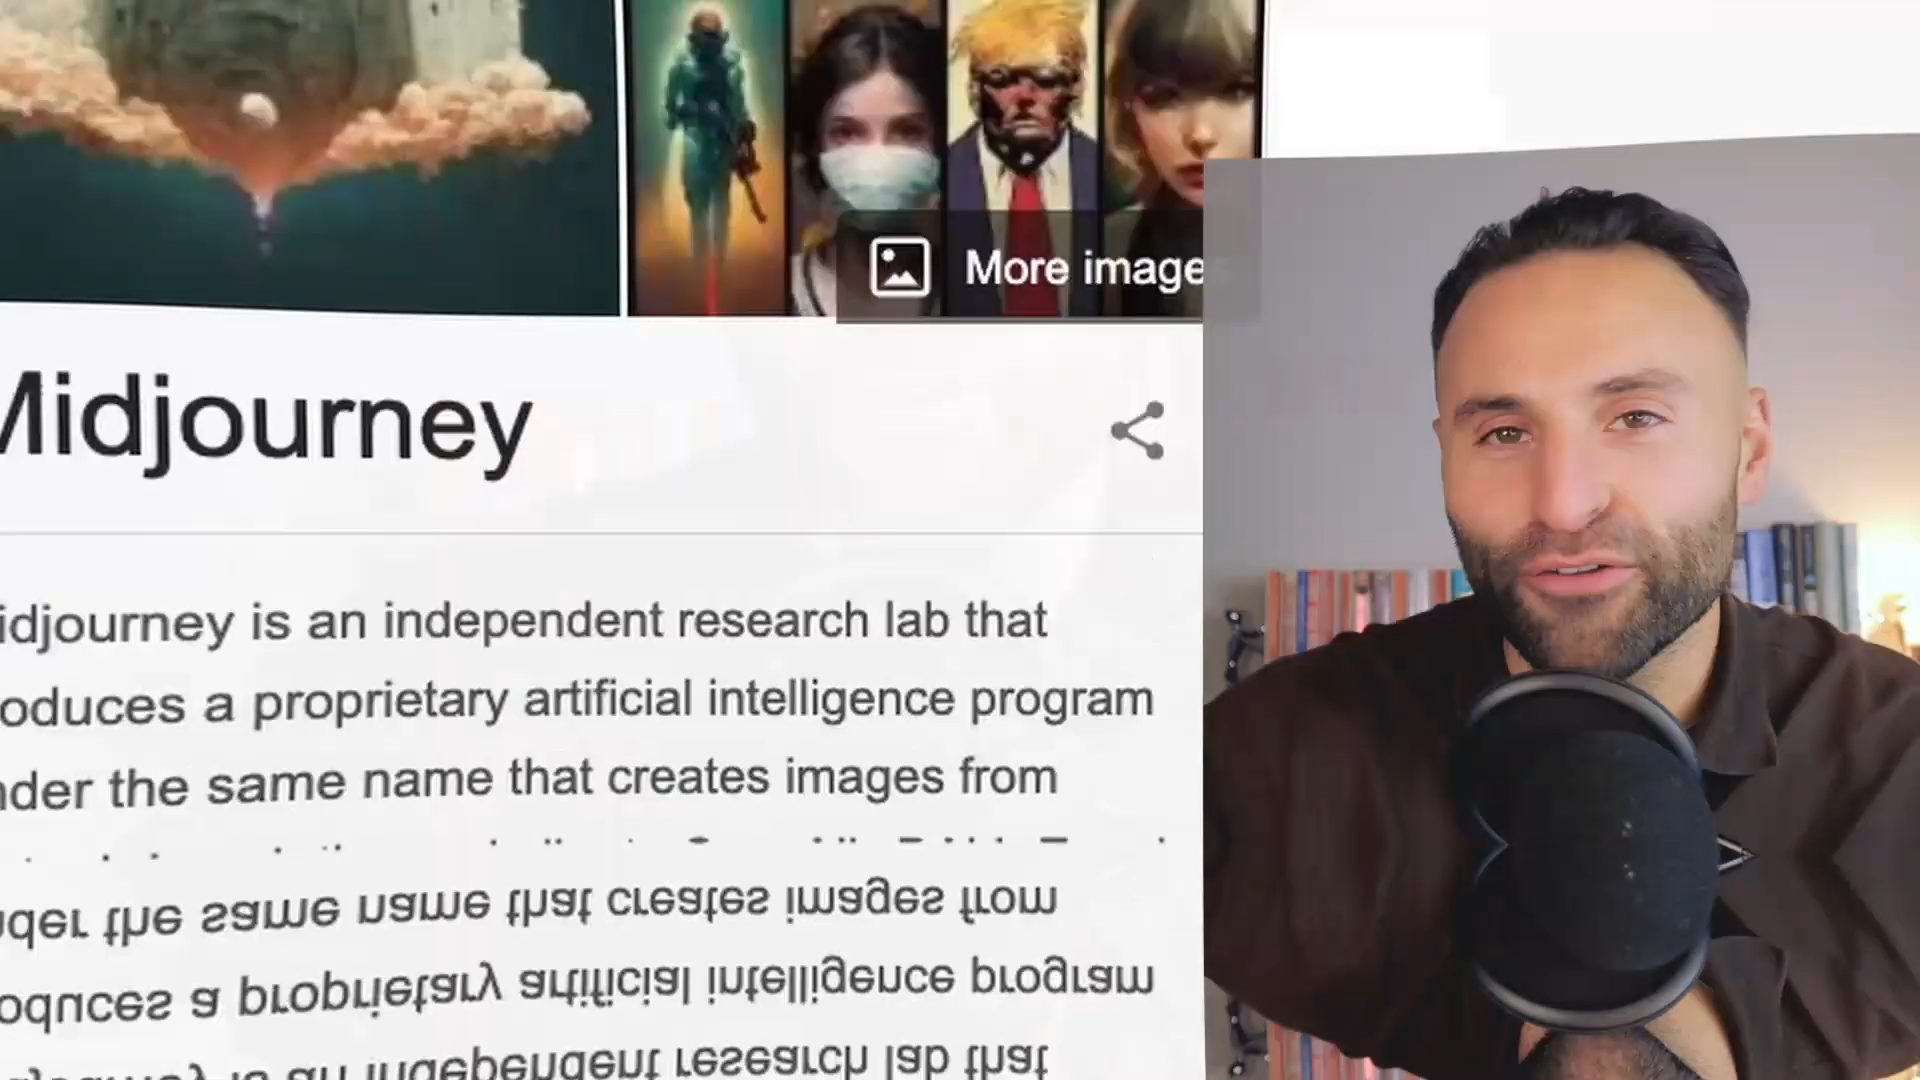 More image
Midjourney
idjourney is an independent research lab that
oduces a proprietary artificial intelligence program
nder the same name that creates images from
nder the same name that creates images from
oduces a proprietary artificial intelligence program
is an independent research lab that